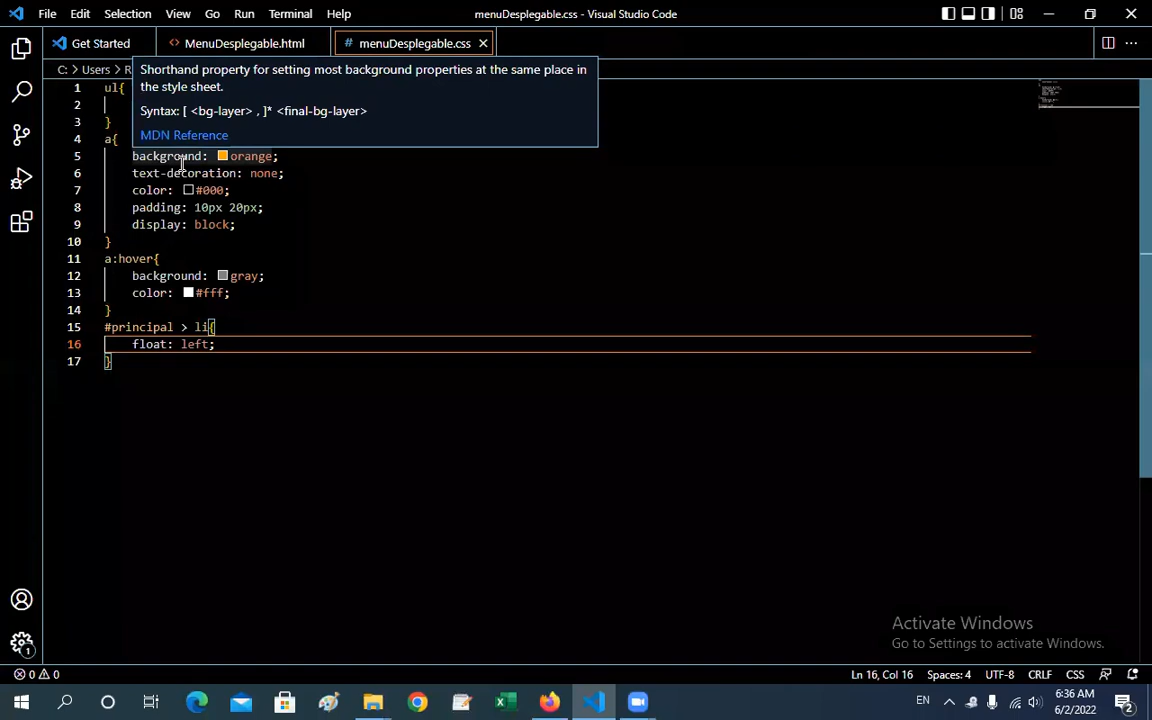 File Edit Selection View Go Run Terminal Help
menuDesplegable.css - Visual Studio Code
Get Started
MenuDesplegable.html
# menuDesplegable.css
C: > Users > R
Shorthand property for setting most background properties at the same place in
the style sheet.
Syntax: [ <bg-layer> , ]* <final-bg-layer>
MDN Reference
1 ul{
2
3 }
4 a{
5 background: orange;
6 text-decoration: none;
7 color: #000;
8 padding: 10px 20px;
9 display: block;
10 }
11 a:hover{
12 background: gray;
13 color: #fff;
14 }
15 #principal > li{
16 float: left;
17 }
Activate Windows
Go to Settings to activate Windows.
1
0 0
Ln 16, Col 16 Spaces: 4 UTF-8 CRLF CSS
EN
6:36 AM
6/2/2022
2